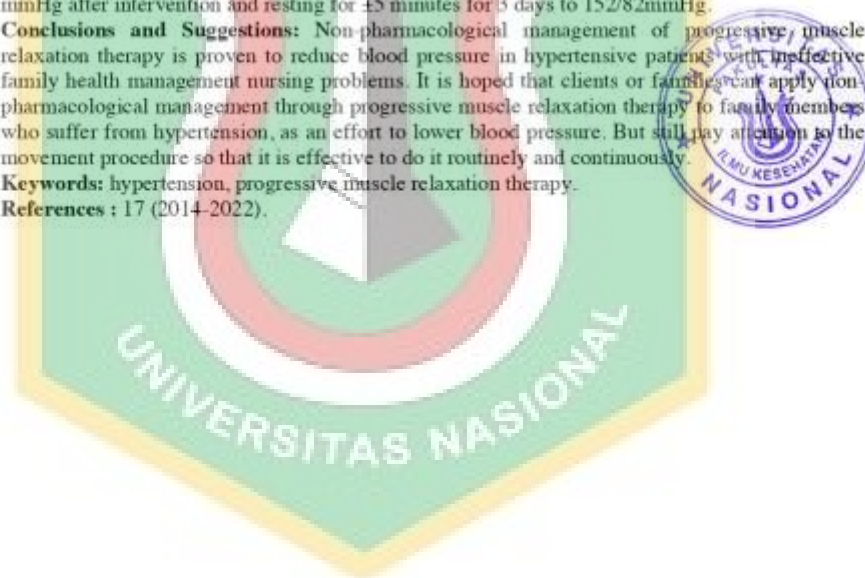 mmHg after intervention and resting for ±5 minutes for 3 days to 152/82mmHg.
Conclusions and Suggestions: Non-pharmacological management of progressive muscle
relaxation therapy is proven to reduce blood pressure in hypertensive patients with ineffective
family health management nursing problems. It is hoped that clients or families can apply non-
pharmacological management through progressive muscle relaxation therapy to family members
who suffer from hypertension, as an effort to lower blood pressure. But still pay attention to the
movement procedure so that it is effective to do it routinely and continuously.
Keywords: hypertension, progressive muscle relaxation therapy.
References : 17 (2014-2022).
UNIVERSITAS
ILMU KESEHATAN
NASIONAL
UNIVERSITAS NASIONAL